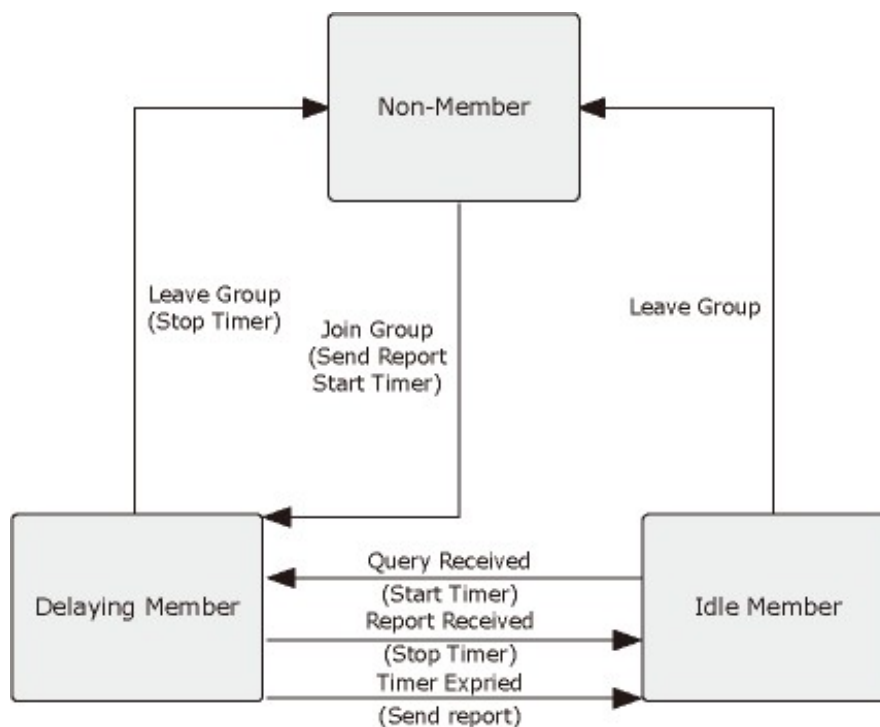 Non-Member
Leave Group
(Stop Timer)
Join Group
(Send Report
Start Timer)
Leave Group
Delaying Member
Query Received
(Start Timer)
Report Received
(Stop Timer)
Timer Expried
(Send report)
Idle Member